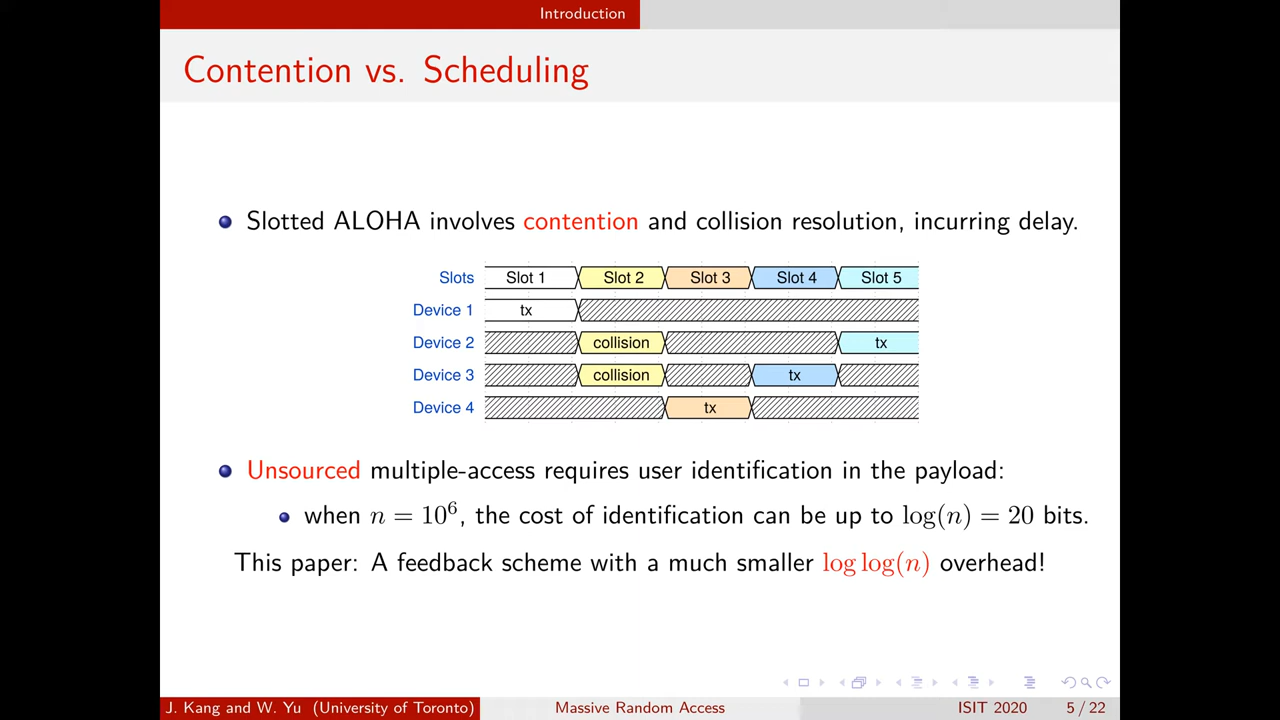 Introduction
Contention vs. Scheduling
Slotted ALOHA involves contention and collision resolution, incurring delay.
Slots Slot 1 Slot 2 Slot 3 Slot 4 Slot 5
Device 1 tx
Device 2 collision tx
Device 3 collision tx
Device 4 tx
Unsourced multiple-access requires user identification in the payload:
when n = 10⁶, the cost of identification can be up to log(n) = 20 bits.
This paper: A feedback scheme with a much smaller log log(n) overhead!
J. Kang and W. Yu (University of Toronto) Massive Random Access ISIT 2020 5 / 22